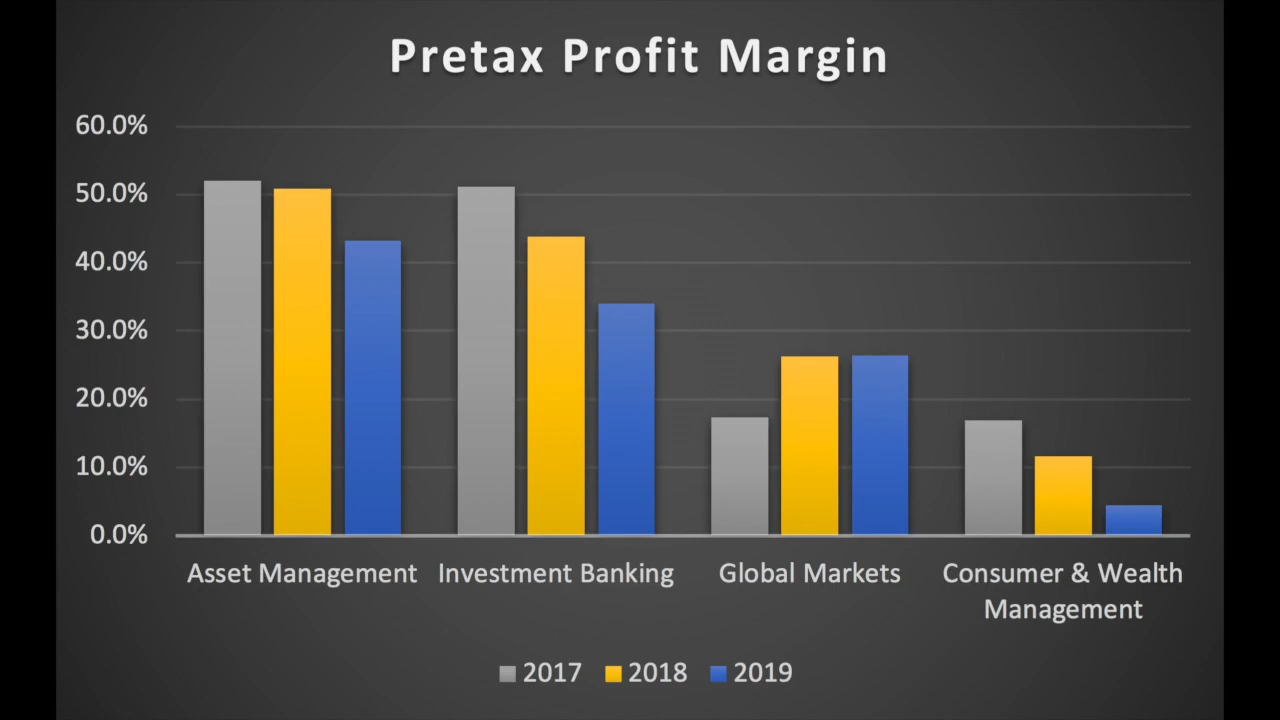 Pretax Profit Margin
60.0%
50.0%
40.0%
30.0%
20.0%
10.0%
0.0%
Asset Management
Investment Banking
Global Markets
Consumer & Wealth
Management
2017
2018
2019